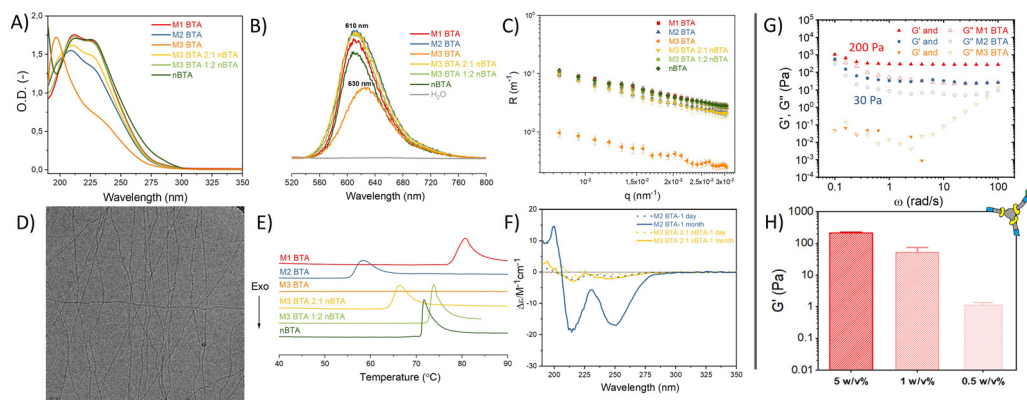 A)
O.D. (-)
2,0
1,5
1,0
0,5
0,0
200
250
300
350
Wavelength (nm)
M1 BTA
M2 BTA
M3 BTA
M3 BTA 2:1 nBTA
M3 BTA 1:2 nBTA
nBTA
B)
610 nm
630 nm
M1 BTA
M2 BTA
M3 BTA
M3 BTA 2:1 nBTA
M3 BTA 1:2 nBTA
nBTA
H2O
520
560
600
640
680
720
760
800
Wavelength (nm)
C)
R (m⁻¹)
10⁰
10⁻¹
10⁻²
10⁻²
1,5x10⁻²
2x10⁻²
2,5x10⁻²
3x10⁻²
q (nm⁻¹)
M1 BTA
M2 BTA
M3 BTA
M3 BTA 2:1 nBTA
M3 BTA 1:2 nBTA
nBTA
G)
G', G'' (Pa)
10⁶
10⁵
10⁴
10³
10²
10¹
10⁰
10⁻¹
10⁻²
10⁻³
G' and G'' M1 BTA
G' and G'' M2 BTA
G' and G'' M3 BTA
200 Pa
30 Pa
0.1
1
10
100
ω (rad/s)
D)
E)
M1 BTA
M2 BTA
M3 BTA
M3 BTA 2:1 nBTA
M3 BTA 1:2 nBTA
nBTA
Exo
40
50
60
70
80
90
Temperature (°C)
F)
Δε/M⁻¹cm⁻¹
20
15
10
5
0
-5
-10
-15
-20
200
225
250
275
300
325
350
Wavelength (nm)
M2 BTA-1 day
M2 BTA-1 month
M3 BTA 2:1 nBTA-1 day
M3 BTA 2:1 nBTA-1 month
H)
G' (Pa)
1000
100
10
1
0.1
0.01
5 w/v%
1 w/v%
0.5 w/v%